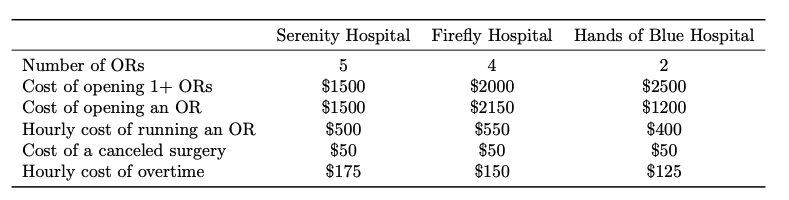 Serenity Hospital Firefly Hospital Hands of Blue Hospital
Number of ORs 5 4 2
Cost of opening 1+ ORs $1500 $2000 $2500
Cost of opening an OR $1500 $2150 $1200
Hourly cost of running an OR $500 $550 $400
Cost of a canceled surgery $50 $50 $50
Hourly cost of overtime $175 $150 $125